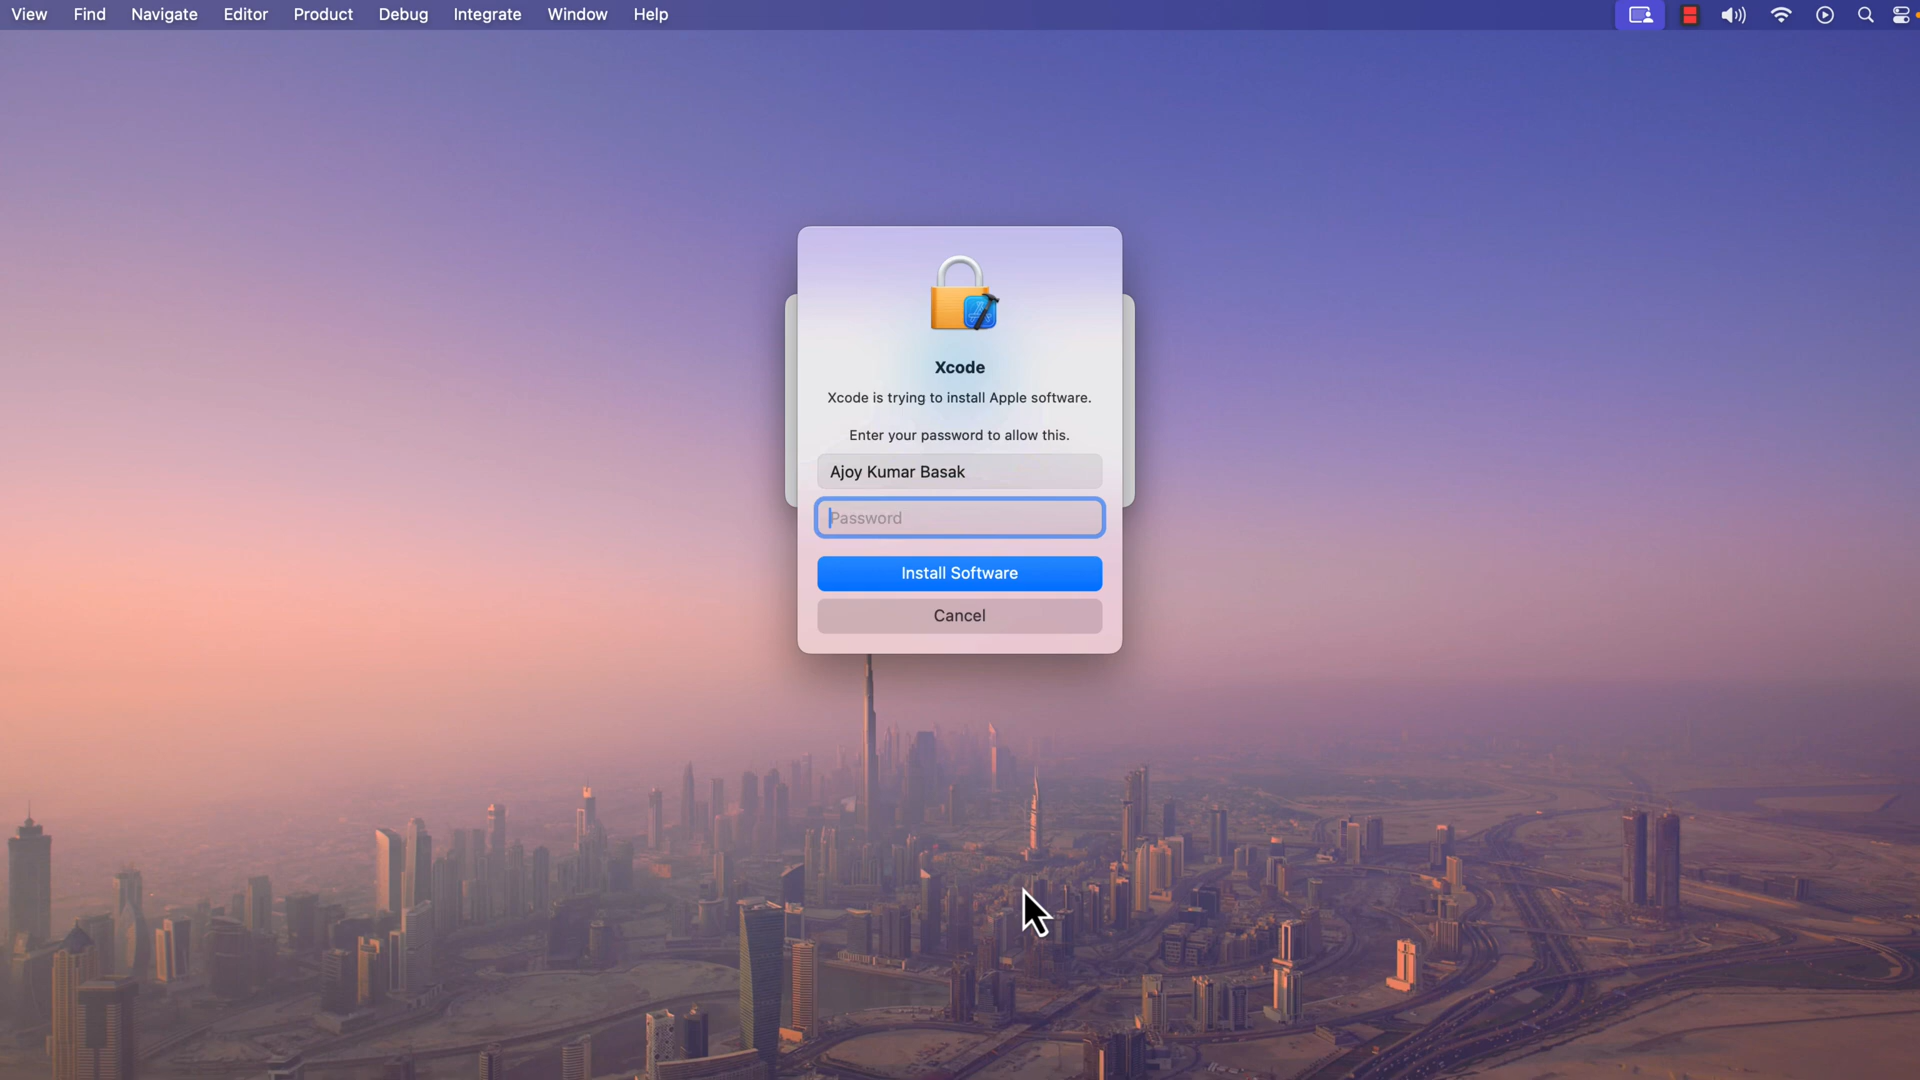 View Find Navigate Editor Product Debug Integrate Window Help
Xcode
Xcode is trying to install Apple software.
Enter your password to allow this.
Ajoy Kumar Basak
Password
Install Software
Cancel